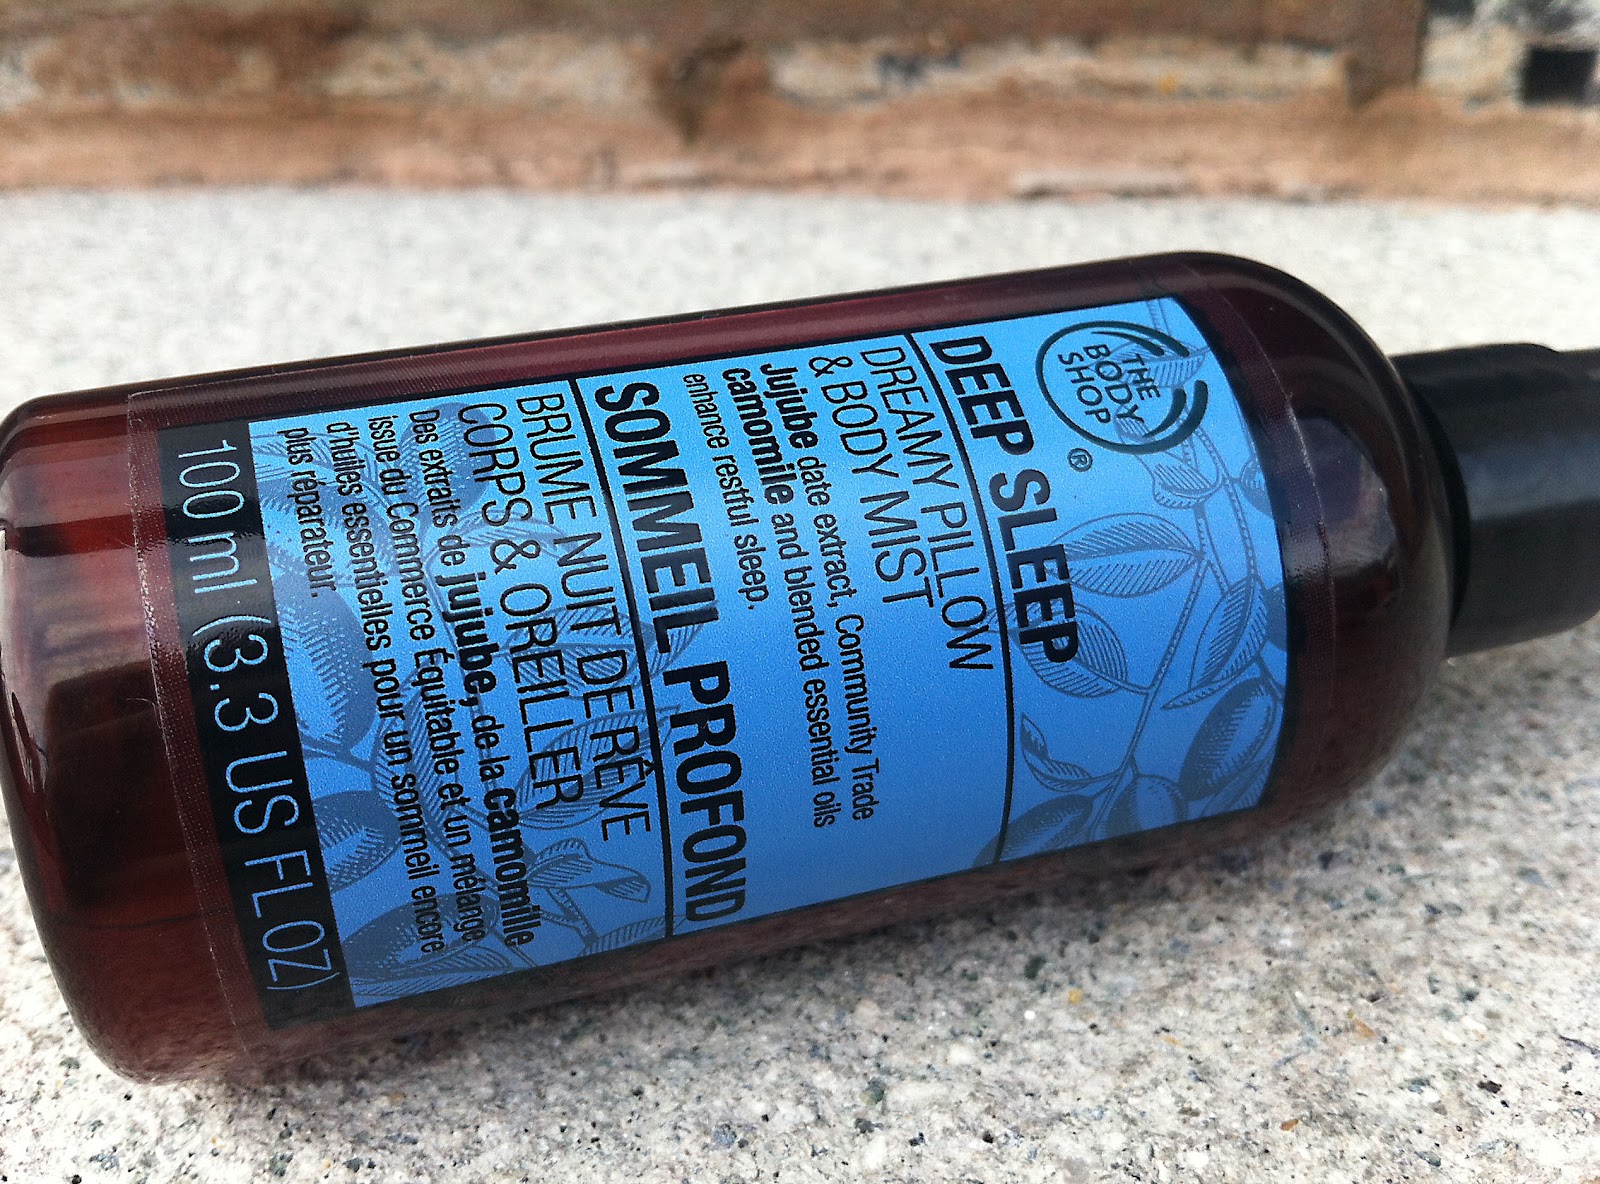 THE
BODY
SHOP
®
DEEP SLEEP
DREAMY PILLOW
& BODY MIST
Jujube date extract, Community Trade
camomile and blended essential oils
enhance restful sleep.
SOMMEIL PROFOND
BRUME NUIT DE RÊVE
CORPS & OREILLER
Des extraits de jujube, de la camomille
issue du Commerce Équitable et un mélange
d'huiles essentielles pour un sommeil encore
plus réparateur.
100 ml (3.3 US FL OZ)